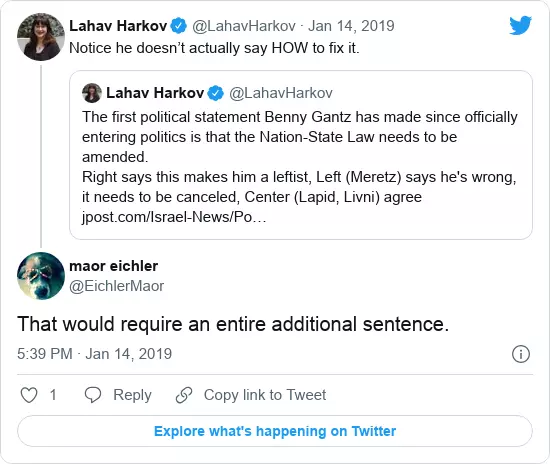 Lahav Harkov @LahavHarkov · Jan 14, 2019
Notice he doesn’t actually say HOW to fix it.
Lahav Harkov @LahavHarkov
The first political statement Benny Gantz has made since officially
entering politics is that the Nation-State Law needs to be
amended.
Right says this makes him a leftist, Left (Meretz) says he's wrong,
it needs to be canceled, Center (Lapid, Livni) agree
jpost.com/Israel-News/Po…
maor eichler
@EichlerMaor
That would require an entire additional sentence.
5:39 PM · Jan 14, 2019
1 Reply Copy link to Tweet
Explore what's happening on Twitter